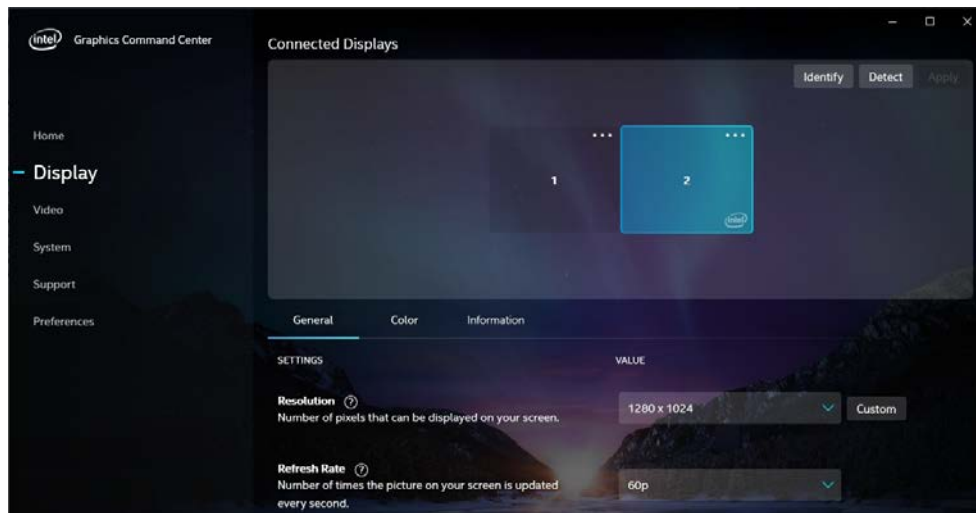 intel Graphics Command Center
Connected Displays
Identify Detect Apply
Home
Display
Video
System
Support
Preferences
1
2
intel
General Color Information
SETTINGS VALUE
Resolution ?
Number of pixels that can be displayed on your screen.
1280 x 1024 Custom
Refresh Rate ?
Number of times the picture on your screen is updated
every second.
60p